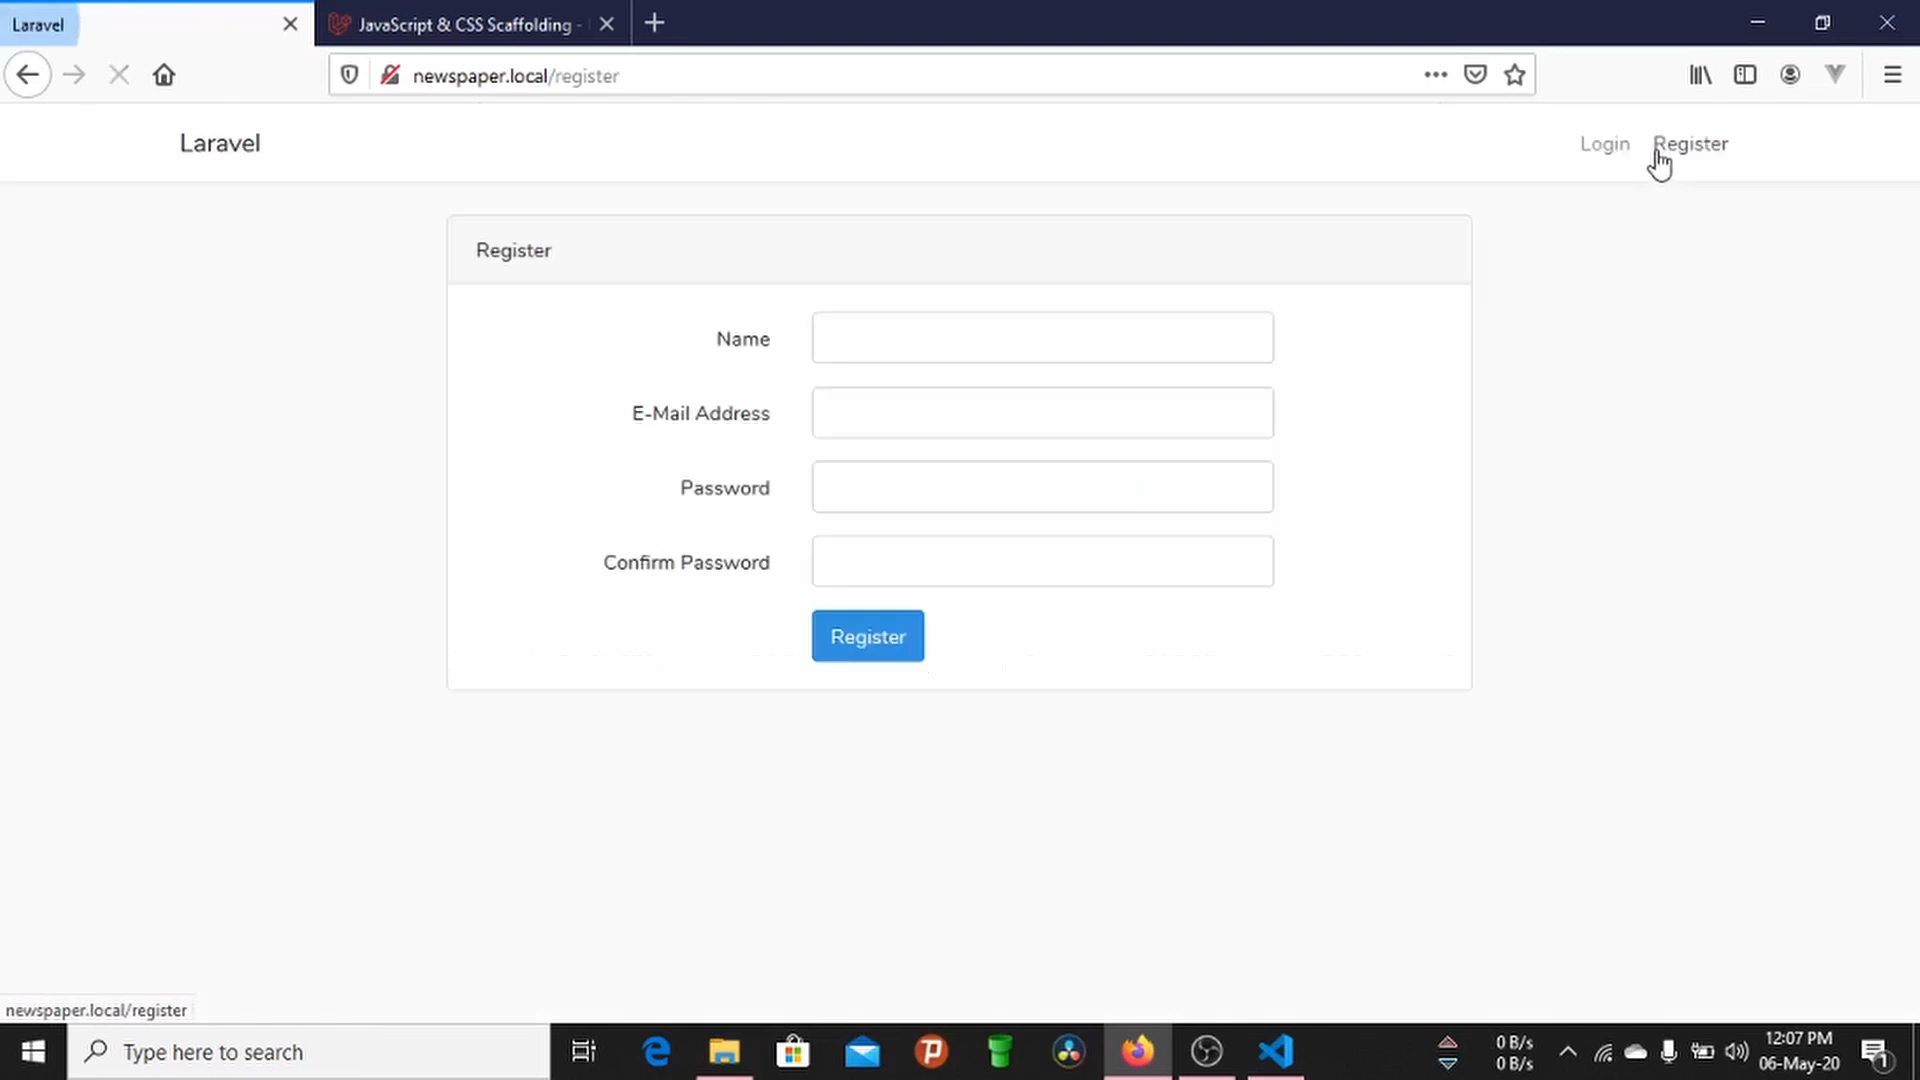 Laravel
JavaScript & CSS Scaffolding -
newspaper.local/register
Laravel
Login
Register
Register
Name
E-Mail Address
Password
Confirm Password
Register
newspaper.local/register
Type here to search
0 B/s
0 B/s
12:07 PM
06-May-20
1